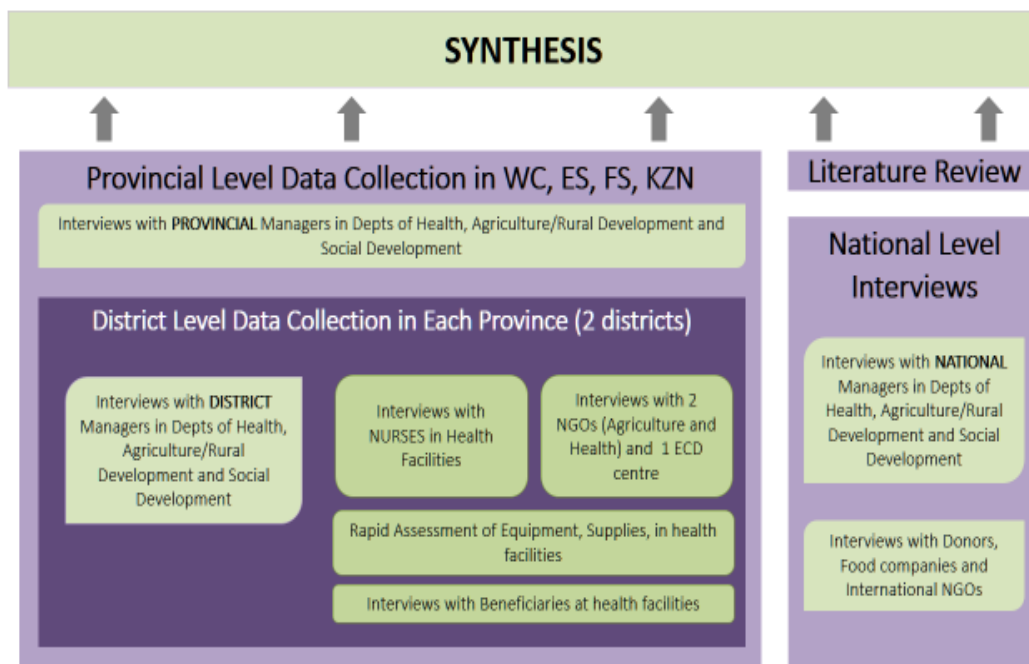 SYNTHESIS
Provincial Level Data Collection in WC, ES, FS, KZN
Interviews with PROVINCIAL Managers in Depts of Health, Agriculture/Rural Development and
Social Development
District Level Data Collection in Each Province (2 districts)
Interviews with DISTRICT
Managers in Depts of Health,
Agriculture/Rural
Development and Social
Development
Interviews with
NURSES in Health
Facilities
Interviews with 2
NGOs (Agriculture and
Health) and 1 ECD
centre
Rapid Assessment of Equipment, Supplies, in health
facilities
Interviews with Beneficiaries at health facilities
Literature Review
National Level
Interviews
Interviews with NATIONAL
Managers in Depts of
Health, Agriculture/Rural
Development and Social
Development
Interviews with Donors,
Food companies and
International NGOs